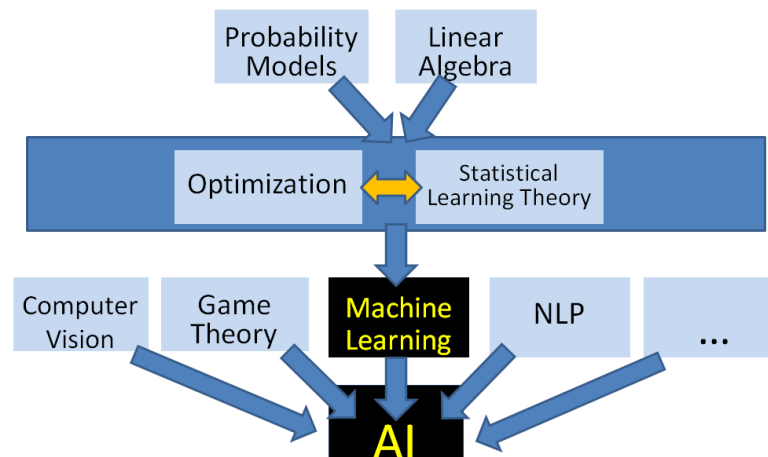 Probability
Models
Linear
Algebra
Optimization
Statistical
Learning Theory
Computer
Vision
Game
Theory
Machine
Learning
NLP
...
AI